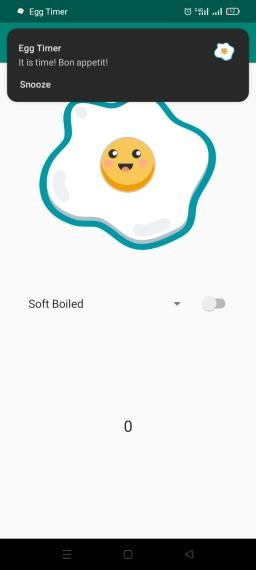 Egg Timer
Egg Timer
It is time! Bon appetit!
Snooze
Soft Boiled
0